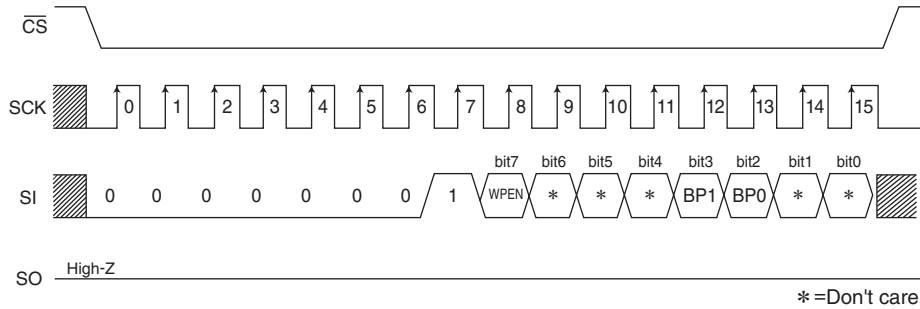 CS
SCK 0 1 2 3 4 5 6 7 8 9 10 11 12 13 14 15
bit7 bit6 bit5 bit4 bit3 bit2 bit1 bit0
SI 0 0 0 0 0 0 0 1 WPEN * * * BP1 BP0 * *
SO High-Z
*=Don't care